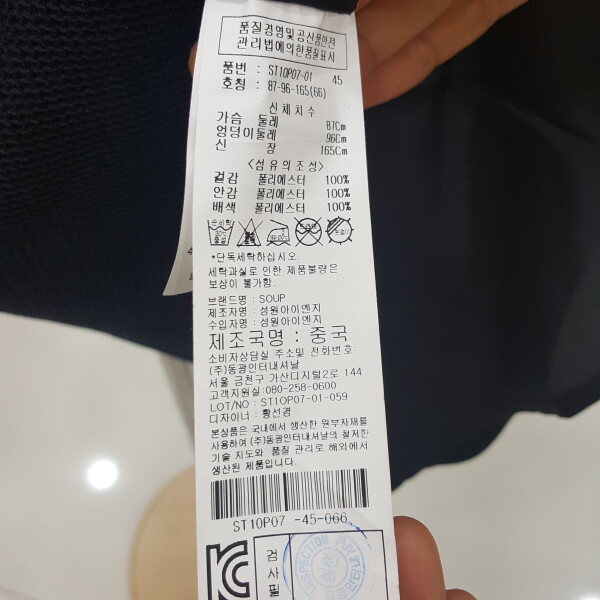 품질경영및공산품안전
관리법에의한품질표시
품번 : ST10P07-01 45
호칭 : 87-96-165(66)
신체치수
가슴 둘레 87Cm
엉덩이둘레 96Cm
신 장 165Cm
<섬유의조성>
겉감 폴리에스터 100%
안감 폴리에스터 100%
배색 폴리에스터 100%
*단독세탁하십시오.
세탁과실로 인한 제품불량은
보상이 불가함.
브랜드명 : SOUP
제조자명 : 성원아이엔지
수입자명 : 성원아이엔지
제조국명 : 중국
소비자상담실 주소및 전화번호:
(주)동광인터내셔날
서울 금천구 가산디지털2로 144
고객지원실:080-258-0600
LOT/NO : ST10P07-01-059
디자이너 : 황선경
본상품은 국내에서 생산한 원부자재를
사용하여 (주)동광인터내셔날의 철저한
기술 지도와 품질 관리로 해외에서
생산된 제품입니다.
ST10P07 -45-066
검
사
필
INSPECTION